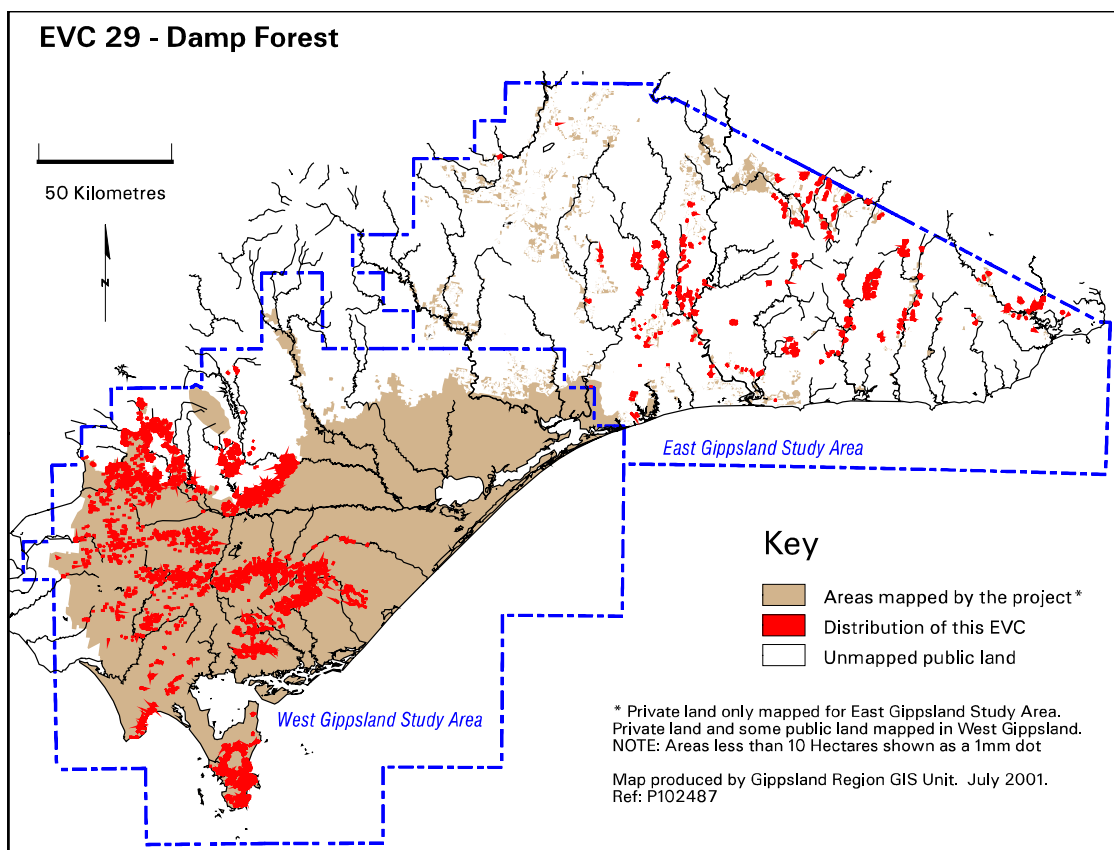 EVC 29 - Damp Forest
50 Kilometres
N
East Gippsland Study Area
West Gippsland Study Area
Key
Areas mapped by the project *
Distribution of this EVC
Unmapped public land
* Private land only mapped for East Gippsland Study Area.
Private land and some public land mapped in West Gippsland.
NOTE: Areas less than 10 Hectares shown as a 1mm dot
Map produced by Gippsland Region GIS Unit. July 2001.
Ref: P102487